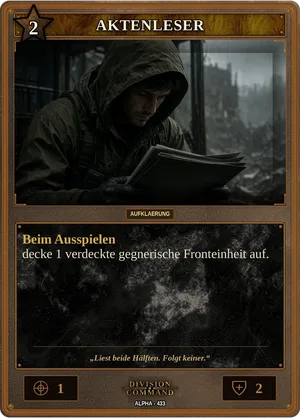 2
AKTENLESER
AUFKLAERUNG
Beim Ausspielen
decke 1 verdeckte gegnerische Fronteinheit auf.
„Liest beide Hälften. Folgt keiner.“
1
DIVISION
COMMAND
2
ALPHA · 433